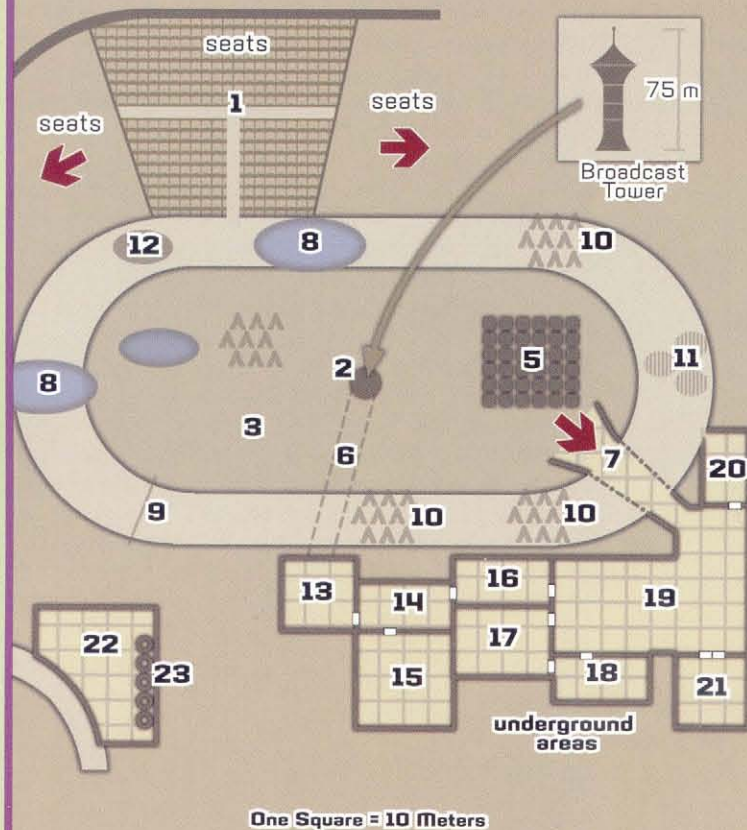 seats
1
seats
seats
75 m
Broadcast
Tower
12
8
10
2
5
11
8
3
6
7
20
9
10
10
13
14
16
19
15
17
18
21
22
23
underground
areas
One Square = 10 Meters